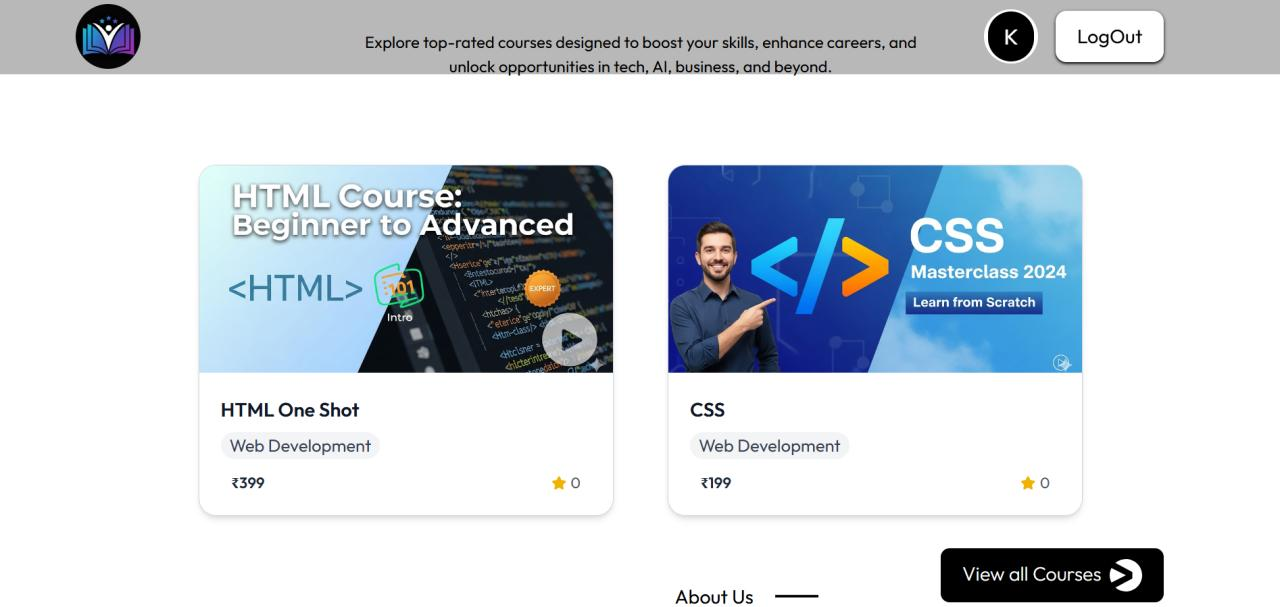 Explore top-rated courses designed to boost your skills, enhance careers, and
unlock opportunities in tech, AI, business, and beyond.
K
LogOut
HTML Course:
Beginner to Advanced
<HTML>
101
Intro
EXPERT
CSS
Masterclass 2024
Learn from Scratch
HTML One Shot
Web Development
₹399
0
CSS
Web Development
₹199
0
View all Courses
About Us